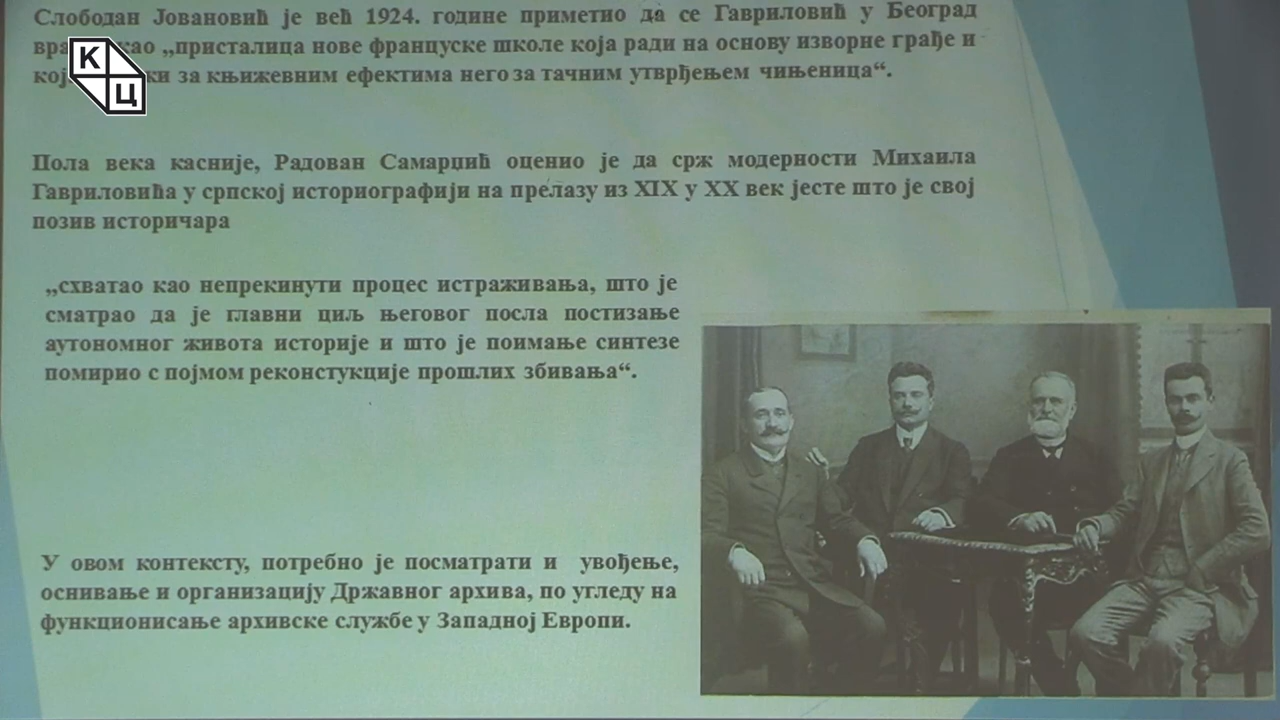 Слободан Јовановић је већ 1924. године приметио да се Гавриловић у Београд
као „присталица нове француске школе која ради на основу изворне грађе и
за књижевним ефектима него за тачним утврђењем чињеница“.
К
Ц
Пола века касније, Радован Самарџић оценио је да срж модерности Михаила
Гавриловића у српској историографији на прелазу из XIX у XX век јесте што је свој
позив историчара
„схватао као непрекинути процес истраживања, што је
сматрао да је главни циљ његовог посла постизање
аутономног живота историје и што је поимање синтезе
помирио с појмом реконстукције прошлих збивања“.
У овом контексту, потребно је посматрати и увођење,
оснивање и организацију Државног архива, по угледу на
функционисање архивске службе у Западној Европи.